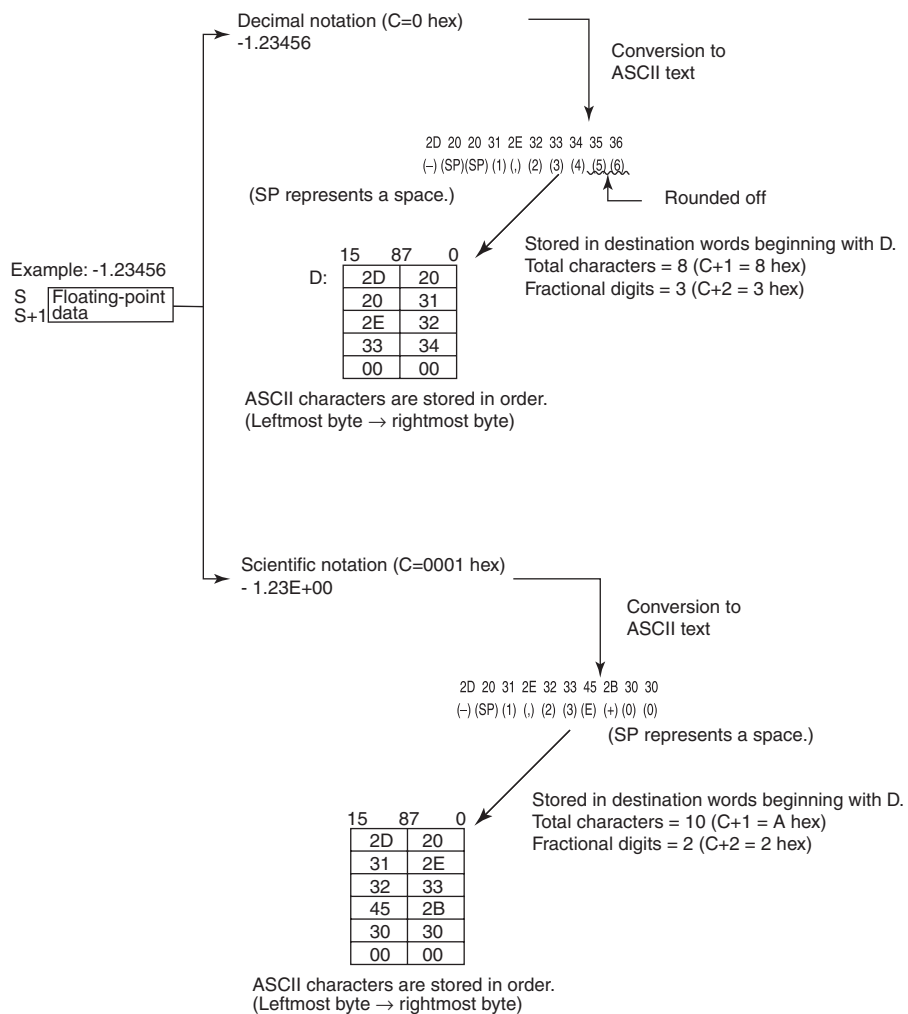 Decimal notation (C=0 hex)
-1.23456
Conversion to
ASCII text
2D 20 20 31 2E 32 33 34 35 36
(–) (SP)(SP) (1) (,) (2) (3) (4) (5) (6)
(SP represents a space.)
Rounded off
Stored in destination words beginning with D.
Total characters = 8 (C+1 = 8 hex)
Fractional digits = 3 (C+2 = 3 hex)
Example: -1.23456
S Floating-point
S+1 data
15 87 0
D: 2D 20
20 31
2E 32
33 34
00 00
ASCII characters are stored in order.
(Leftmost byte → rightmost byte)
Scientific notation (C=0001 hex)
- 1.23E+00
Conversion to
ASCII text
2D 20 31 2E 32 33 45 2B 30 30
(–) (SP) (1) (,) (2) (3) (E) (+) (0) (0)
(SP represents a space.)
Stored in destination words beginning with D.
Total characters = 10 (C+1 = A hex)
Fractional digits = 2 (C+2 = 2 hex)
15 87 0
2D 20
31 2E
32 33
45 2B
30 30
00 00
ASCII characters are stored in order.
(Leftmost byte → rightmost byte)